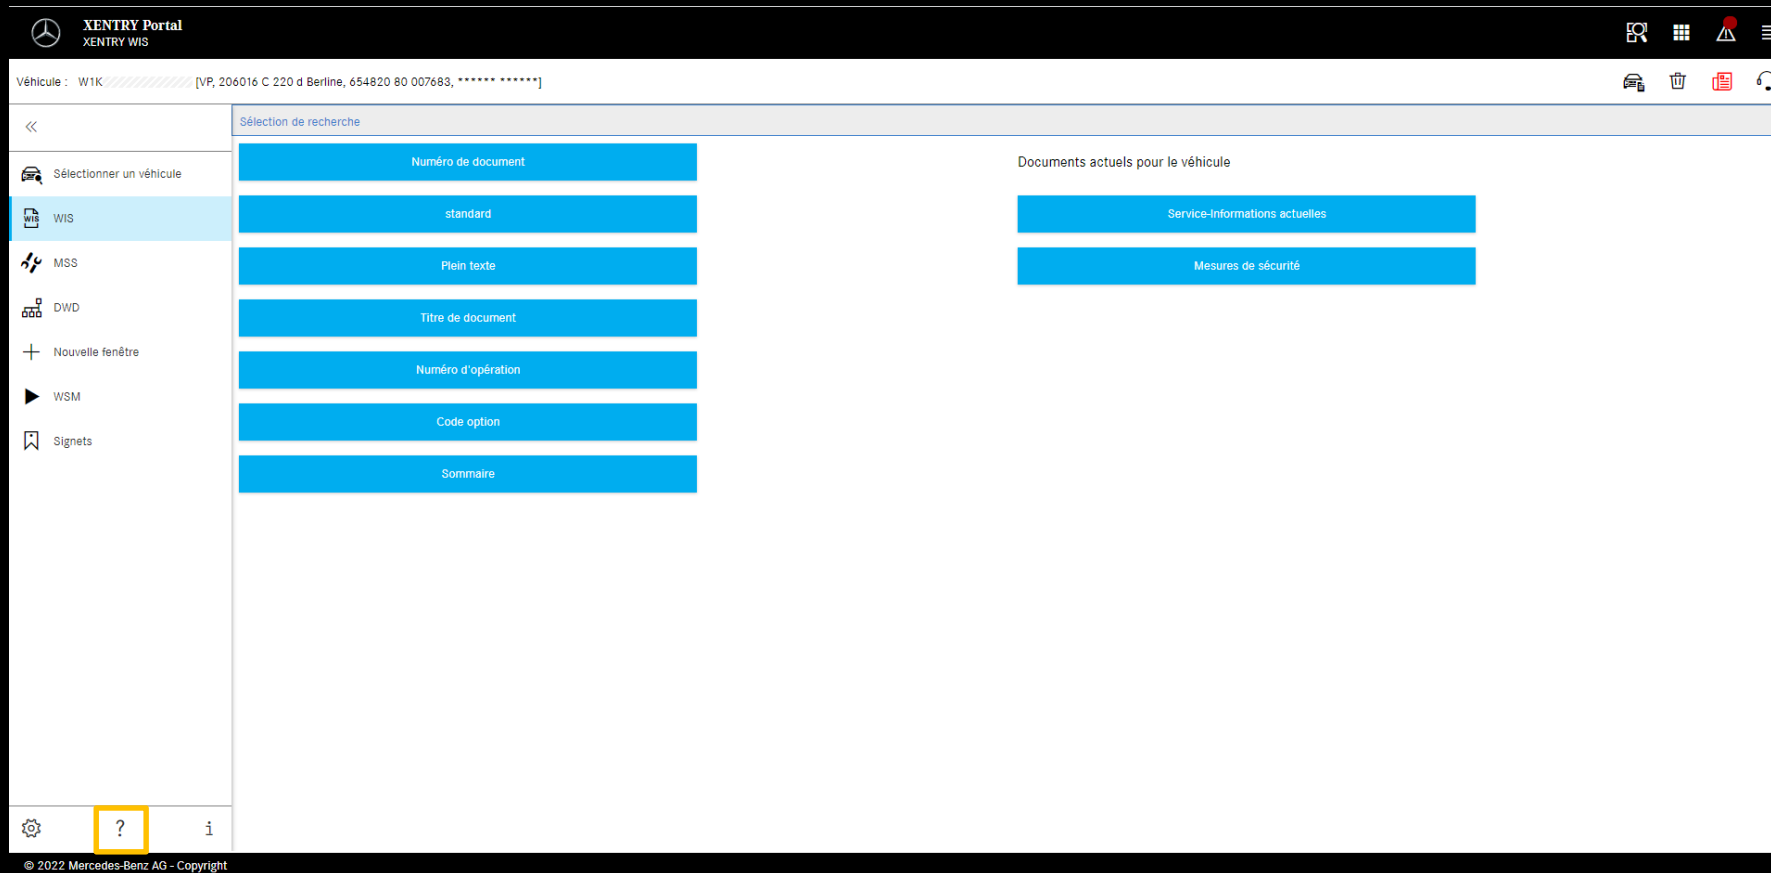 XENTRY Portal
XENTRY WIS
Véhicule : W1K [VP, 206016 C 220 d Berline, 654820 80 007683, ****** ******]
Sélection de recherche
Sélectionner un véhicule
WIS
WIS
MSS
DWD
Nouvelle fenêtre
WSM
Signets
Numéro de document
standard
Plein texte
Titre de document
Numéro d'opération
Code option
Sommaire
Documents actuels pour le véhicule
Service-Informations actuelles
Mesures de sécurité
? i
© 2022 Mercedes-Benz AG - Copyright